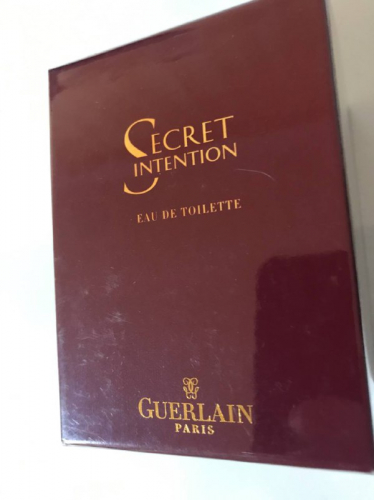 SECRET
INTENTION
EAU DE TOILETTE
GUERLAIN
PARIS